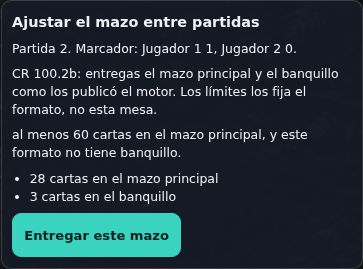 Ajustar el mazo entre partidas
Partida 2. Marcador: Jugador 1 1, Jugador 2 0.
CR 100.2b: entregas el mazo principal y el banquillo
como los publicó el motor. Los límites los fija el
formato, no esta mesa.
al menos 60 cartas en el mazo principal, y este
formato no tiene banquillo.
• 28 cartas en el mazo principal
• 3 cartas en el banquillo
Entregar este mazo